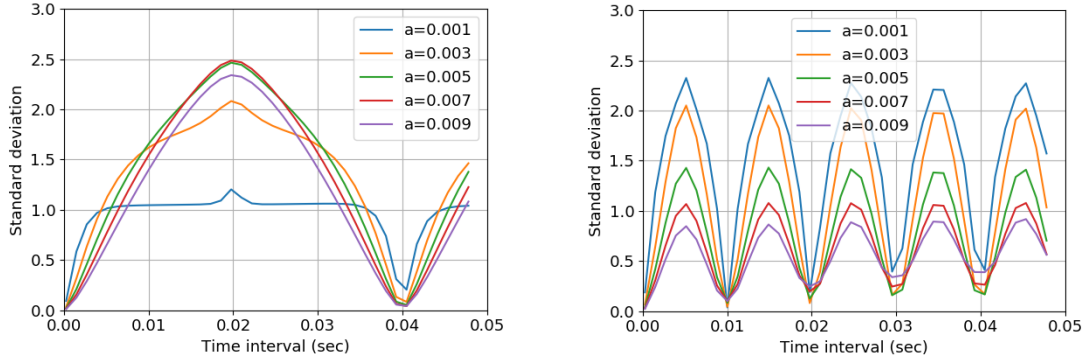 3.0
2.5
2.0
1.5
1.0
0.5
0.0
Standard deviation
0.00 0.01 0.02 0.03 0.04 0.05
Time interval (sec)
a=0.001
a=0.003
a=0.005
a=0.007
a=0.009
3.0
2.5
2.0
1.5
1.0
0.5
0.0
Standard deviation
0.00 0.01 0.02 0.03 0.04 0.05
Time interval (sec)
a=0.001
a=0.003
a=0.005
a=0.007
a=0.009